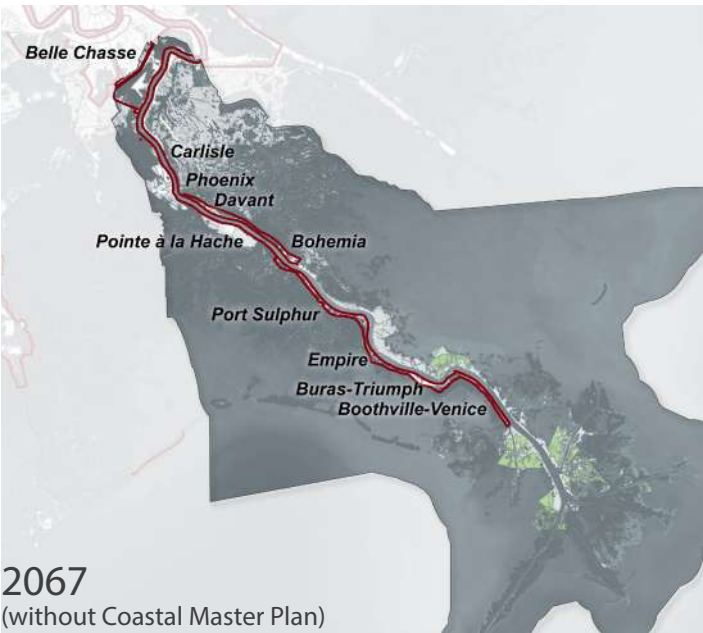 Belle Chasse
Carlisle
Phoenix
Davant
Pointe à la Hache
Bohemia
Port Sulphur
Empire
Buras-Triumph
Boothville-Venice
2067
(without Coastal Master Plan)